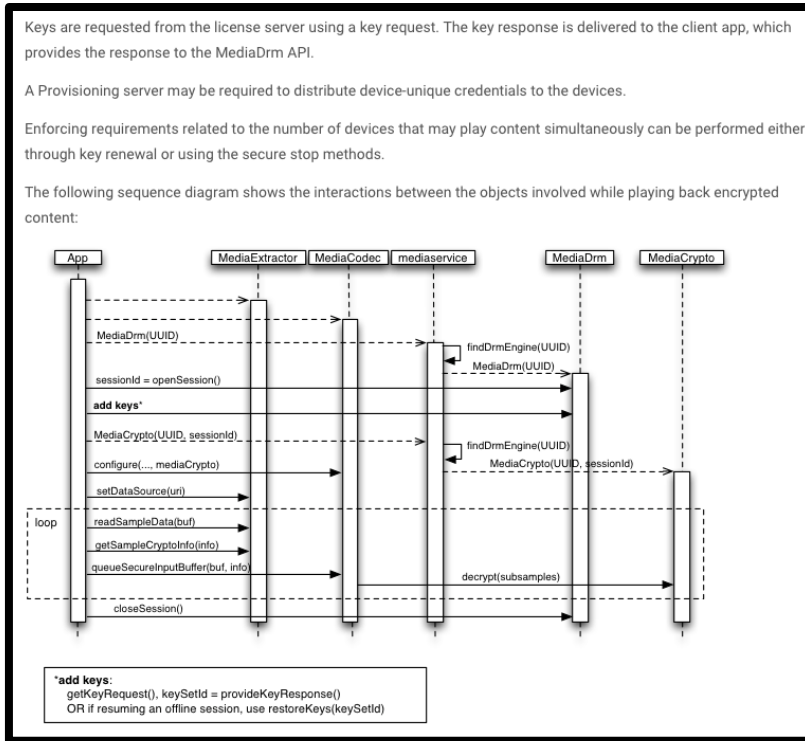 Keys are requested from the license server using a key request. The key response is delivered to the client app, which
provides the response to the MediaDrm API.
A Provisioning server may be required to distribute device-unique credentials to the devices.
Enforcing requirements related to the number of devices that may play content simultaneously can be performed either
through key renewal or using the secure stop methods.
The following sequence diagram shows the interactions between the objects involved while playing back encrypted
content:
App MediaExtractor MediaCodec mediaservice MediaDrm MediaCrypto
MediaDrm(UUID)
findDrmEngine(UUID)
MediaDrm(UUID)
sessionId = openSession()
add keys*
MediaCrypto(UUID, sessionId)
findDrmEngine(UUID)
MediaCrypto(UUID, sessionId)
configure(..., mediaCrypto)
setDataSource(uri)
loop
readSampleData(buf)
getSampleCryptoInfo(info)
queueSecureInputBuffer(buf, info)
decrypt(subsamples)
closeSession()
*add keys:
getKeyRequest(), keySetId = provideKeyResponse()
OR if resuming an offline session, use restoreKeys(keySetId)